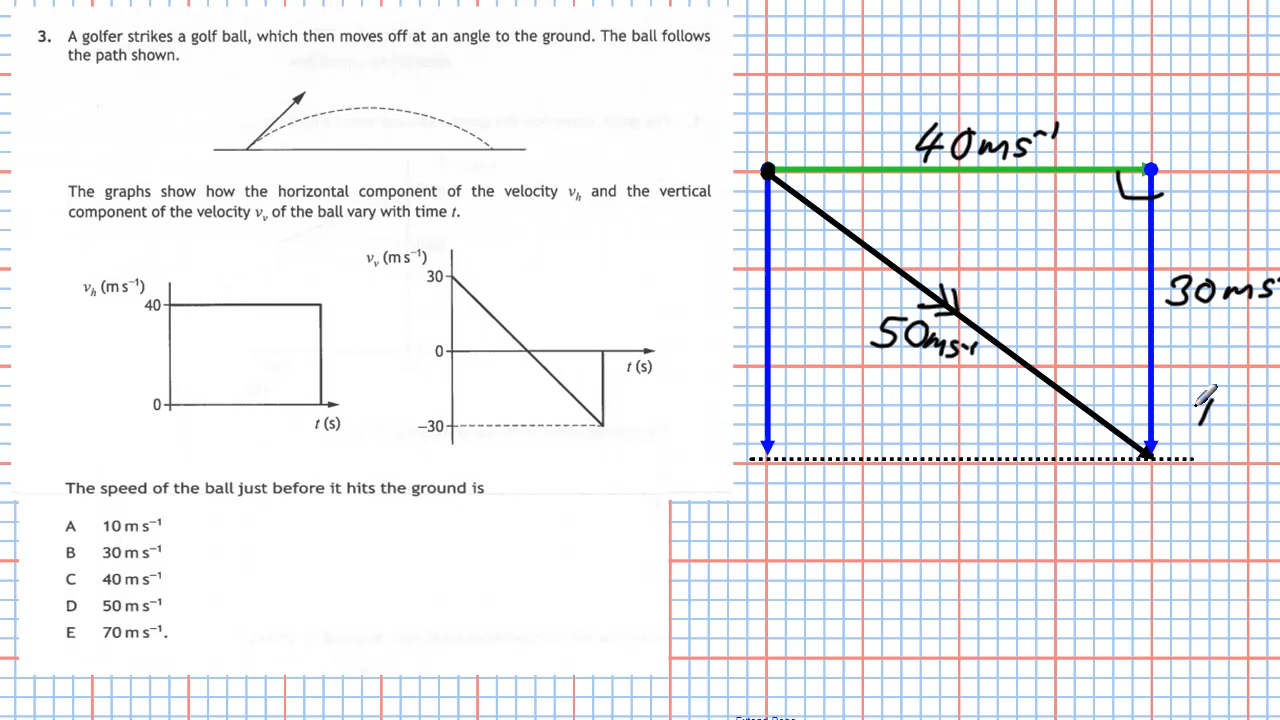 3. A golfer strikes a golf ball, which then moves off at an angle to the ground. The ball follows
the path shown.
The graphs show how the horizontal component of the velocity vₕ and the vertical
component of the velocity vᵥ of the ball vary with time t.
vₕ (m s⁻¹)
40
0
t (s)
vᵥ (m s⁻¹)
30
0
t (s)
−30
The speed of the ball just before it hits the ground is
A 10 m s⁻¹
B 30 m s⁻¹
C 40 m s⁻¹
D 50 m s⁻¹
E 70 m s⁻¹.
40ms⁻¹
30ms⁻
50ms⁻¹